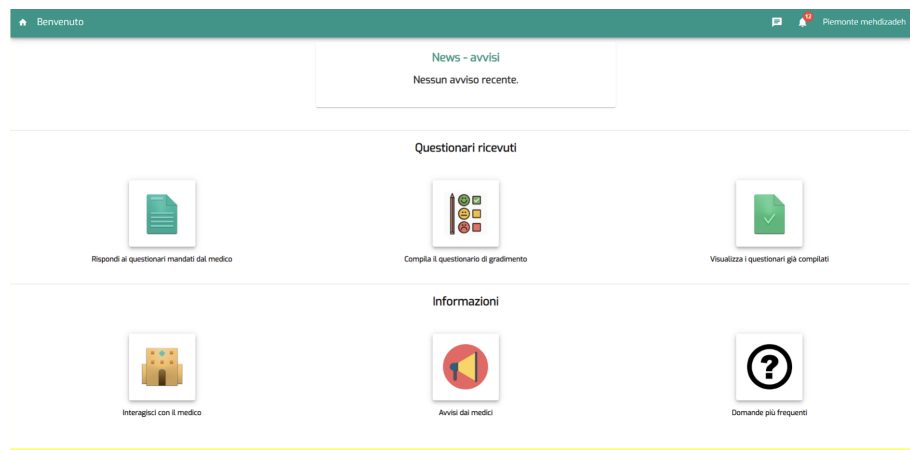 Benvenuto
12
Piemonte mehdizadeh
News - avvisi
Nessun avviso recente.
Questionari ricevuti
Rispondi ai questionari mandati dal medico
Compila il questionario di gradimento
Visualizza i questionari già compilati
Informazioni
Interagisci con il medico
Avvisi dai medici
Domande più frequenti